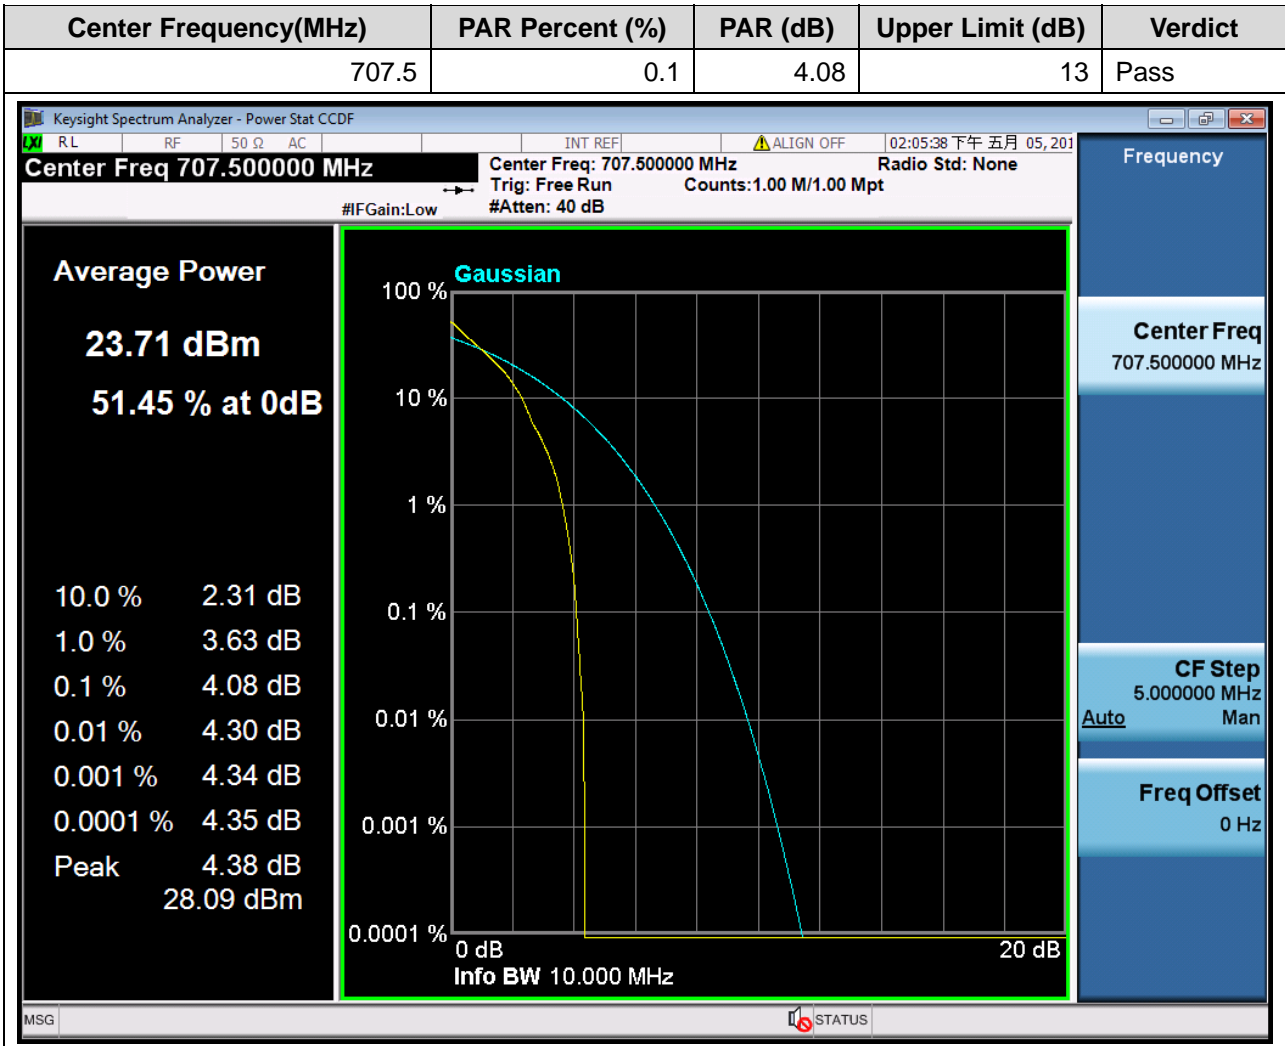 Center Frequency(MHz) PAR Percent (%) PAR (dB) Upper Limit (dB) Verdict
707.5 0.1 4.08 13 Pass
Keysight Spectrum Analyzer - Power Stat CCDF
LXI RL RF 50 Ω AC INT REF ALIGN OFF 02:05:38 下午 五月 05, 201
Center Freq 707.500000 MHz
Center Freq: 707.500000 MHz Radio Std: None
Trig: Free Run Counts:1.00 M/1.00 Mpt
#IFGain:Low #Atten: 40 dB
Average Power
23.71 dBm
51.45 % at 0dB
10.0 % 2.31 dB
1.0 % 3.63 dB
0.1 % 4.08 dB
0.01 % 4.30 dB
0.001 % 4.34 dB
0.0001 % 4.35 dB
Peak 4.38 dB
28.09 dBm
Gaussian
100 %
10 %
1 %
0.1 %
0.01 %
0.001 %
0.0001 %
0 dB 20 dB
Info BW 10.000 MHz
Frequency
Center Freq
707.500000 MHz
CF Step
5.000000 MHz
Auto Man
Freq Offset
0 Hz
MSG STATUS